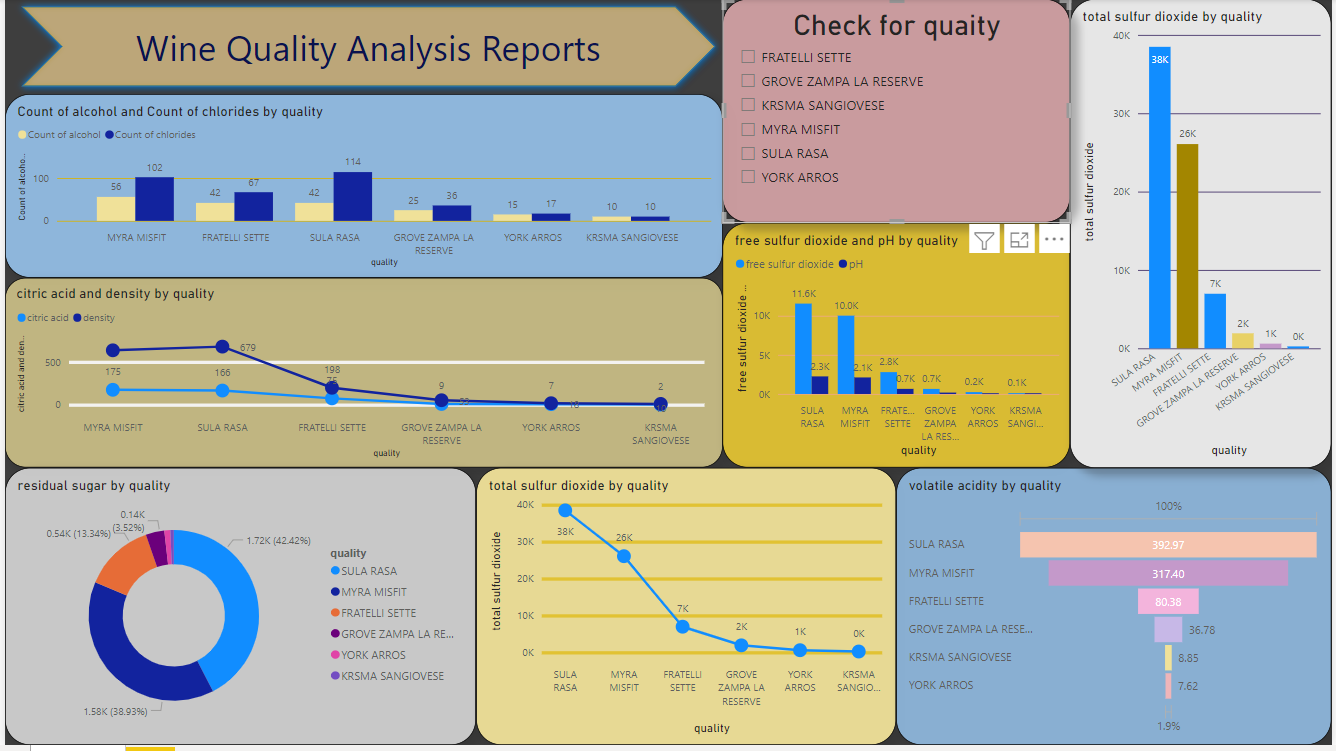 Wine Quality Analysis Reports
Check for quaity
FRATELLI SETTE
GROVE ZAMPA LA RESERVE
KRSMA SANGIOVESE
MYRA MISFIT
SULA RASA
YORK ARROS
total sulfur dioxide by quality
total sulfur dioxide
40K
30K
20K
10K
0K
38K
26K
7K
2K
1K
0K
SULA RASA
MYRA MISFIT
FRATELLI SETTE
GROVE ZAMPA LA RESERVE
YORK ARROS
KRSMA SANGIOVESE
quality
Count of alcohol and Count of chlorides by quality
Count of alcohol Count of chlorides
Count of alcoho...
100
0
56 102 42 67 42 114 25 36 15 17 10 10
MYRA MISFIT FRATELLI SETTE SULA RASA GROVE ZAMPA LA YORK ARROS KRSMA SANGIOVESE
RESERVE
quality
free sulfur dioxide and pH by quality
free sulfur dioxide pH
free sulfur dioxide ...
10K
5K
0K
11.6K 10.0K 2.8K 0.7K 0.2K 0.1K
2.3K 2.1K 0.7K
SULA MYRA FRATE... GROVE YORK KRSMA
RASA MISFIT SETTE ZAMPA ARROS SANGI...
LA RES...
quality
citric acid and density by quality
citric acid density
citric acid and den...
500
0
679
175 166 198 9 7 2
MYRA MISFIT SULA RASA FRATELLI SETTE GROVE ZAMPA LA YORK ARROS KRSMA
RESERVE SANGIOVESE
quality
residual sugar by quality
0.14K
(3.52%)
0.54K (13.34%)
1.72K (42.42%)
1.58K (38.93%)
quality
SULA RASA
MYRA MISFIT
FRATELLI SETTE
GROVE ZAMPA LA RE...
YORK ARROS
KRSMA SANGIOVESE
total sulfur dioxide by quality
total sulfur dioxide
40K
30K
20K
10K
0K
38K
26K
7K
2K
1K
0K
SULA MYRA FRATELLI GROVE YORK KRSMA
RASA MISFIT SETTE ZAMPA LA ARROS SANGIO...
RESERVE
quality
volatile acidity by quality
100%
SULA RASA 392.97
MYRA MISFIT 317.40
FRATELLI SETTE 80.38
GROVE ZAMPA LA RESE... 36.78
KRSMA SANGIOVESE 8.85
YORK ARROS 7.62
1.9%